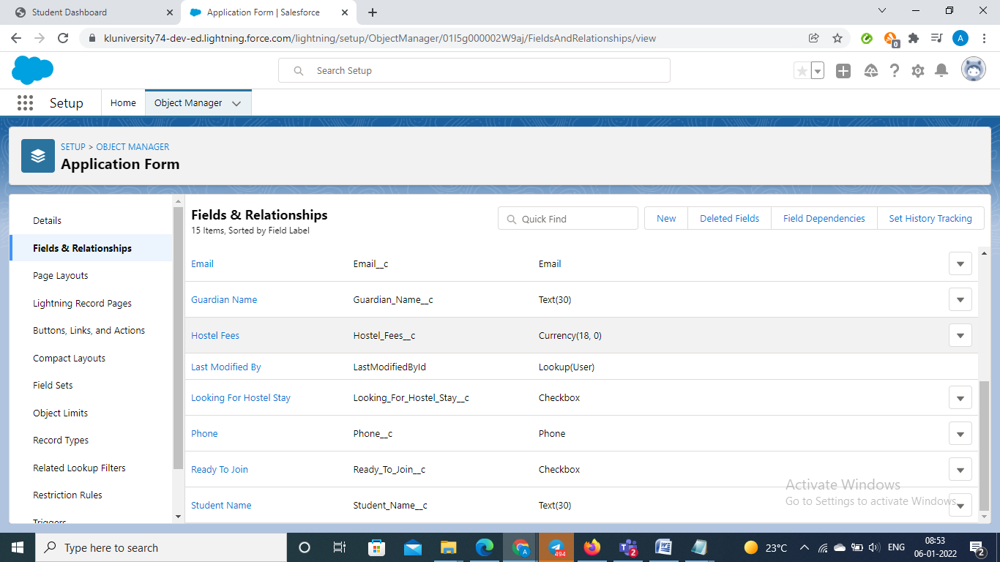 Student Dashboard
Application Form | Salesforce
kluniversity74-dev-ed.lightning.force.com/lightning/setup/ObjectManager/01I5g000002W9aj/FieldsAndRelationships/view
0
A
Search Setup
Setup
Home
Object Manager
SETUP > OBJECT MANAGER
Application Form
Details
Fields & Relationships
Page Layouts
Lightning Record Pages
Buttons, Links, and Actions
Compact Layouts
Field Sets
Object Limits
Record Types
Related Lookup Filters
Restriction Rules
Triggers
Fields & Relationships
15 Items, Sorted by Field Label
Quick Find
New
Deleted Fields
Field Dependencies
Set History Tracking
Email Email__c Email
Guardian Name Guardian_Name__c Text(30)
Hostel Fees Hostel_Fees__c Currency(18, 0)
Last Modified By LastModifiedById Lookup(User)
Looking For Hostel Stay Looking_For_Hostel_Stay__c Checkbox
Phone Phone__c Phone
Ready To Join Ready_To_Join__c Checkbox
Student Name Student_Name__c Text(30)
Activate Windows
Go to Settings to activate Windows.
Type here to search
A
494
2
23°C
ENG
08:53
06-01-2022
2